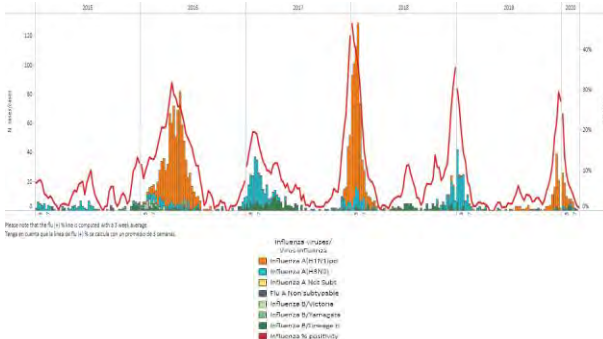 2015 2016 2017 2018 2019 2020
120
100
80
60
40
20
0
40%
30%
20%
10%
0%
Please note that the flu (+) % line is computed with a 3 week average.
Tenga en cuenta que la línea de flu (+) % se calcula con un promedio de 3 semanas.
Influenza viruses/
Virus influenza
Influenza A(H1N1)pdm
Influenza A(H3N2)
Influenza A Not Subt
Flu A Non subtypable
Influenza B/Victoria
Influenza B/Yamagata
Influenza B/Lineage n
Influenza % positivity